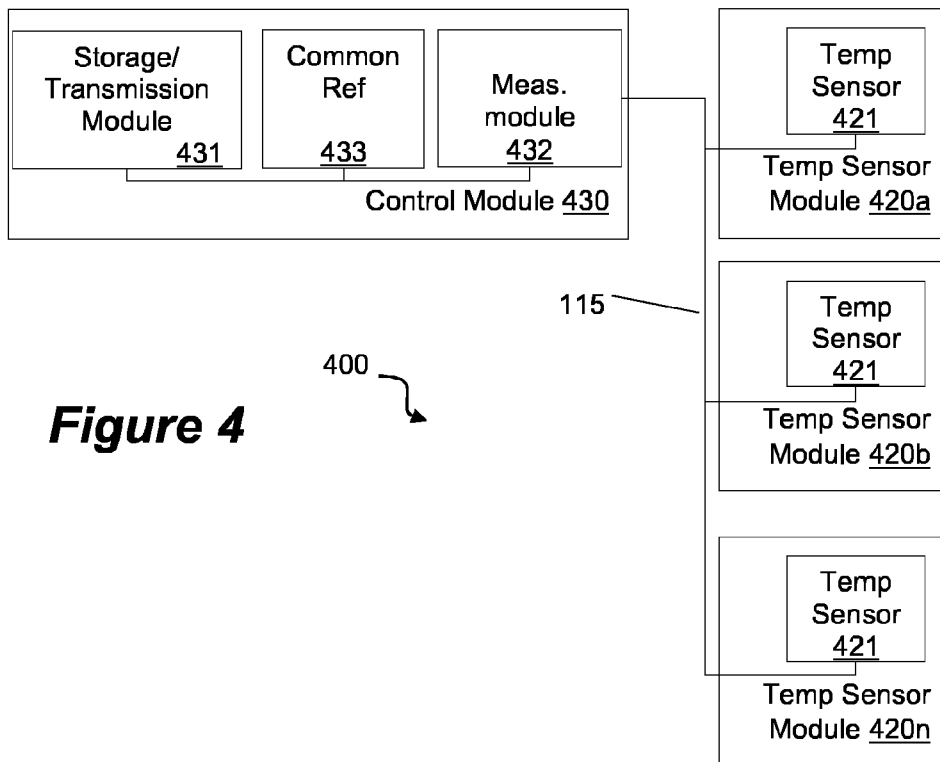 Storage/
Transmission
Module
431
Common
Ref
433
Meas.
module
432
Control Module 430
Temp
Sensor
421
Temp Sensor
Module 420a
115
Temp
Sensor
421
Temp Sensor
Module 420b
400
Figure 4
Temp
Sensor
421
Temp Sensor
Module 420n